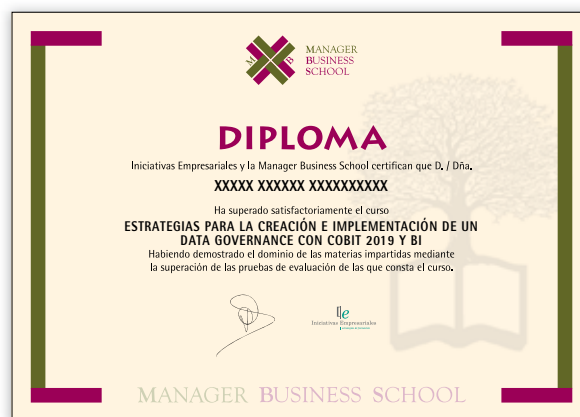 M B
MANAGER
BUSINESS
SCHOOL
DIPLOMA
Iniciativas Empresariales y la Manager Business School certifican que D. / Dña.
XXXXX XXXXXX XXXXXXXXXX
Ha superado satisfactoriamente el curso
ESTRATEGIAS PARA LA CREACIÓN E IMPLEMENTACIÓN DE UN
DATA GOVERNANCE CON COBIT 2019 Y BI
Habiendo demostrado el dominio de las materias impartidas mediante
la superación de las pruebas de evaluación de las que consta el curso.
Iniciativas Empresariales
MANAGER BUSINESS SCHOOL